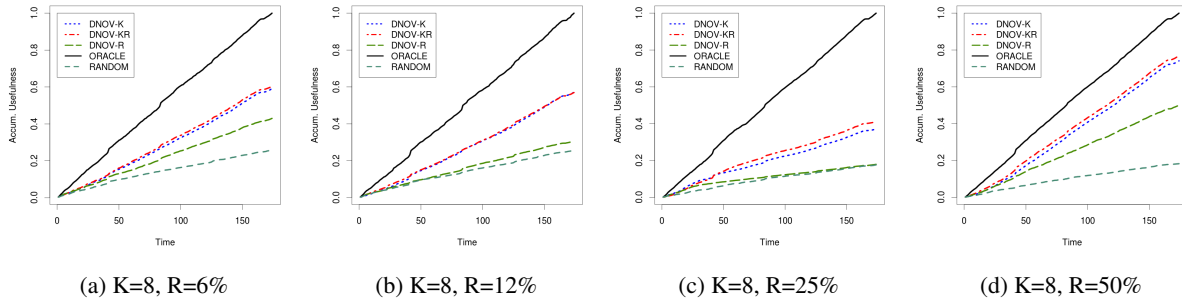 Accum. Usefulness
1.0
0.8
0.6
0.4
0.2
0.0
DNOV-K
DNOV-KR
DNOV-R
ORACLE
RANDOM
0 50 100 150
Time
(a) K=8, R=6%
Accum. Usefulness
1.0
0.8
0.6
0.4
0.2
0.0
DNOV-K
DNOV-KR
DNOV-R
ORACLE
RANDOM
0 50 100 150
Time
(b) K=8, R=12%
Accum. Usefulness
1.0
0.8
0.6
0.4
0.2
0.0
DNOV-K
DNOV-KR
DNOV-R
ORACLE
RANDOM
0 50 100 150
Time
(c) K=8, R=25%
Accum. Usefulness
1.0
0.8
0.6
0.4
0.2
0.0
DNOV-K
DNOV-KR
DNOV-R
ORACLE
RANDOM
0 50 100 150
Time
(d) K=8, R=50%